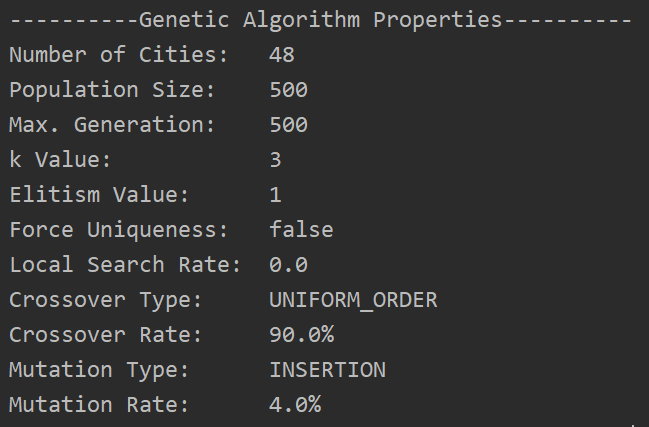 ----------Genetic Algorithm Properties----------
Number of Cities:   48
Population Size:    500
Max. Generation:    500
k Value:            3
Elitism Value:      1
Force Uniqueness:   false
Local Search Rate:  0.0
Crossover Type:     UNIFORM_ORDER
Crossover Rate:     90.0%
Mutation Type:      INSERTION
Mutation Rate:      4.0%